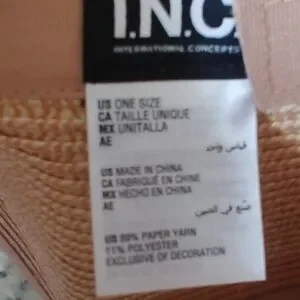 I.N.C.
INTERNATIONAL CONCEPTS
US ONE SIZE
CA TAILLE UNIQUE
MX UNITALLA
AE
قياس واحد
US MADE IN CHINA
CA FABRIQUÉ EN CHINE
MX HECHO EN CHINA
AE
صنع في الصين
US 89% PAPER YARN
11% POLYESTER
EXCLUSIVE OF DECORATION